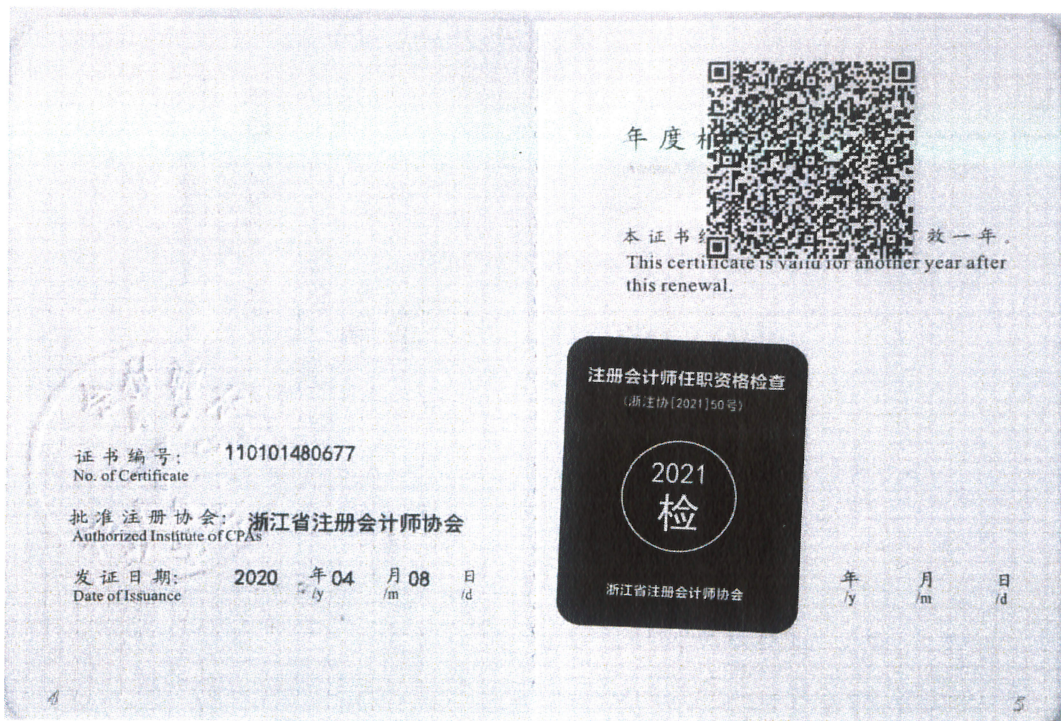 证书编号: 110101480677
No. of Certificate
批准注册协会: 浙江省注册会计师协会
Authorized Institute of CPAs
发证日期: 2020 年 04 月 08 日
Date of Issuance /y /m /d
4
年度检
本证书经 有效一年。
This certificate is valid for another year after
this renewal.
注册会计师任职资格检查
(浙注协[2021]50号)
2021
检
浙江省注册会计师协会
年 月 日
/y /m /d
5